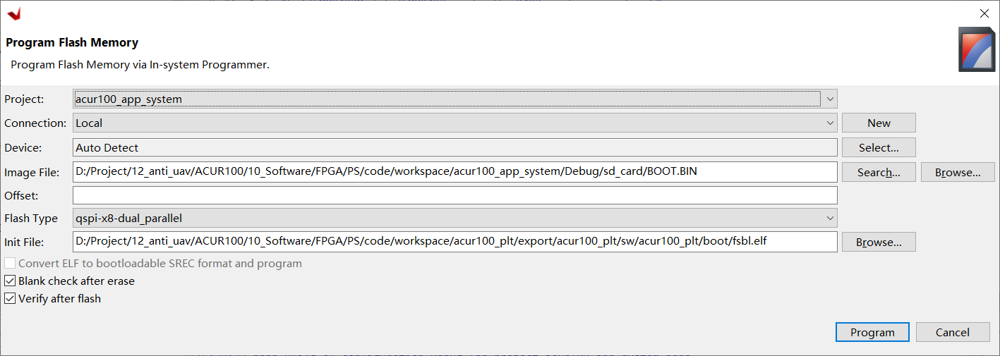 Program Flash Memory
Program Flash Memory via In-system Programmer.
Project: acur100_app_system
Connection: Local New
Device: Auto Detect Select...
Image File: D:/Project/12_anti_uav/ACUR100/10_Software/FPGA/PS/code/workspace/acur100_app_system/Debug/sd_card/BOOT.BIN Search... Browse...
Offset:
Flash Type qspi-x8-dual_parallel
Init File: D:/Project/12_anti_uav/ACUR100/10_Software/FPGA/PS/code/workspace/acur100_plt/export/acur100_plt/sw/acur100_plt/boot/fsbl.elf Browse...
Convert ELF to bootloadable SREC format and program
Blank check after erase
Verify after flash
Program Cancel